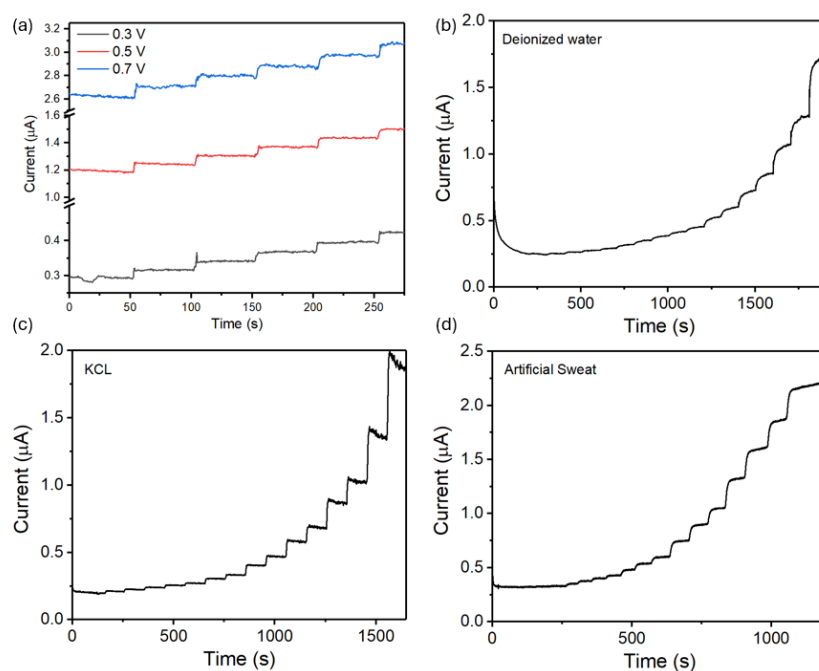 (a)
0.3 V
0.5 V
0.7 V
3.2
3.0
2.8
2.6
1.6
1.4
1.2
1.0
0.4
0.3
Current (µA)
0 50 100 150 200 250
Time (s)
(b)
Deionized water
2.0
1.5
1.0
0.5
0.0
Current (µA)
0 500 1000 1500
Time (s)
(c)
KCL
2.0
1.5
1.0
0.5
0.0
Current (µA)
0 500 1000 1500
Time (s)
(d)
Artificial Sweat
2.5
2.0
1.5
1.0
0.5
0.0
Current (µA)
0 500 1000
Time (s)